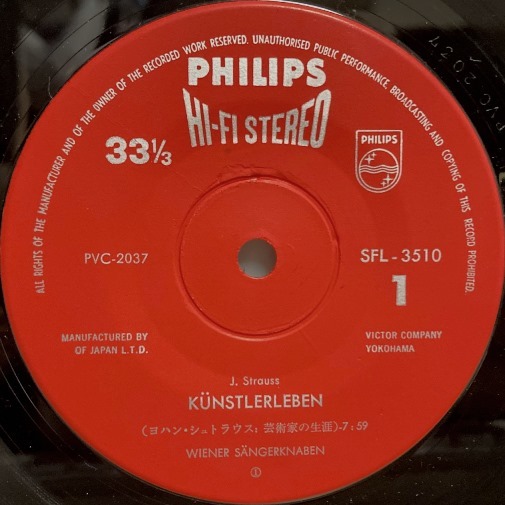 ALL RIGHTS OF THE MANUFACTURER AND OF THE OWNER OF THE RECORDED WORK RESERVED. UNAUTHORISED PUBLIC PERFORMANCE, BROADCASTING AND COPYING OF THIS RECORD PROHIBITED.
PHILIPS
HI-FI STEREO
33⅓
PHILIPS
PVC-2037
SFL-3510
1
MANUFACTURED BY
OF JAPAN L.T.D.
VICTOR COMPANY
YOKOHAMA
J. Strauss
KÜNSTLERLEBEN
(ヨハン・シュトラウス: 芸術家の生涯)-7:59
WIENER SÄNGERKNABEN
①
PVC 2037